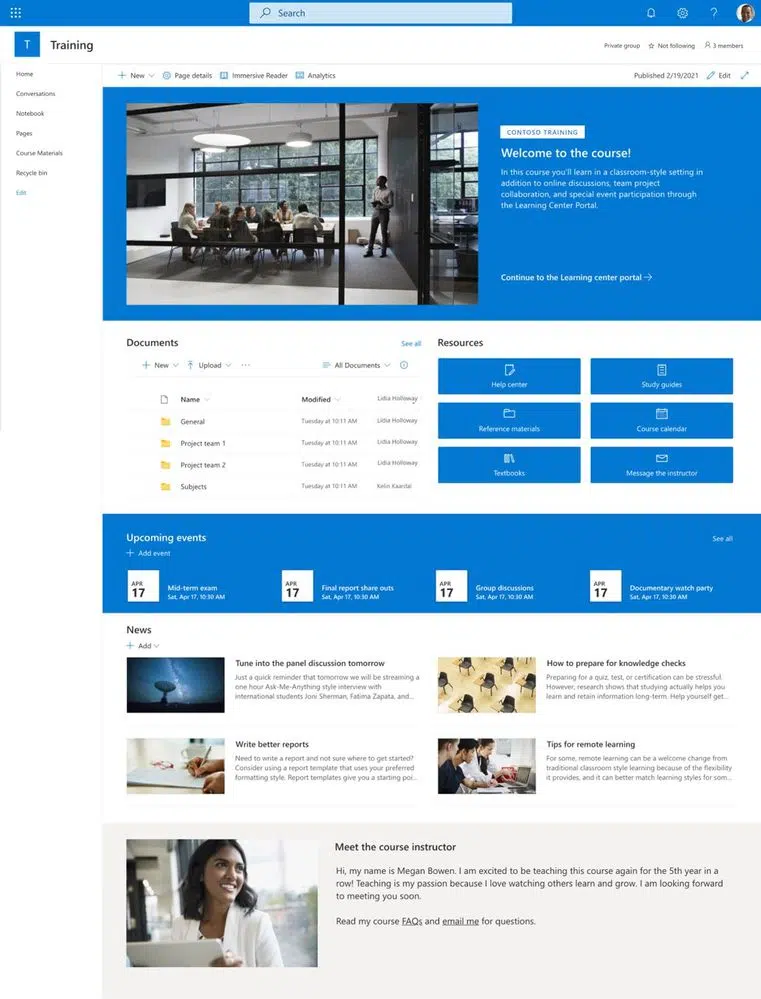 Search
?
T
Training
Private group
Not following
3 members
Home
Conversations
Notebook
Pages
Course Materials
Recycle bin
Edit
New
Page details
Immersive Reader
Analytics
Published 2/19/2021
Edit
CONTOSO TRAINING
Welcome to the course!
In this course you'll learn in a classroom-style setting in
addition to online discussions, team project
collaboration, and special event participation through
the Learning Center Portal.
Continue to the Learning center portal
Documents
See all
New
Upload
...
All Documents
Name
Modified
Lidia Holloway
General
Tuesday at 10:11 AM
Lidia Holloway
Project team 1
Tuesday at 10:11 AM
Lidia Holloway
Project team 2
Tuesday at 10:11 AM
Lidia Holloway
Subjects
Tuesday at 10:11 AM
Kelin Kaardal
Resources
Help center
Study guides
Reference materials
Course calendar
Textbooks
Message the instructor
Upcoming events
See all
Add event
APR
17
Mid-term exam
Sat, Apr 17, 10:30 AM
APR
17
Final report share outs
Sat, Apr 17, 10:30 AM
APR
17
Group discussions
Sat, Apr 17, 10:30 AM
APR
17
Documentary watch party
Sat, Apr 17, 10:30 AM
News
Add
Tune into the panel discussion tomorrow
Just a quick reminder that tomorrow we will be streaming a
one hour Ask-Me-Anything style interview with
international students Joni Sherman, Fatima Zapata, and...
How to prepare for knowledge checks
Preparing for a quiz, test, or certification can be stressful.
However, research shows that studying actually helps you
learn and retain information long-term. Help yourself get...
Write better reports
Need to write a report and not sure where to get started?
Consider using a report template that uses your preferred
formatting style. Report templates give you a starting poi...
Tips for remote learning
For some, remote learning can be a welcome change from
traditional classroom style learning because of the flexibility
it provides, and it can better match learning styles for som...
Meet the course instructor
Hi, my name is Megan Bowen. I am excited to be teaching this course again for the 5th year in a
row! Teaching is my passion because I love watching others learn and grow. I am looking forward
to meeting you soon.
Read my course FAQs and email me for questions.